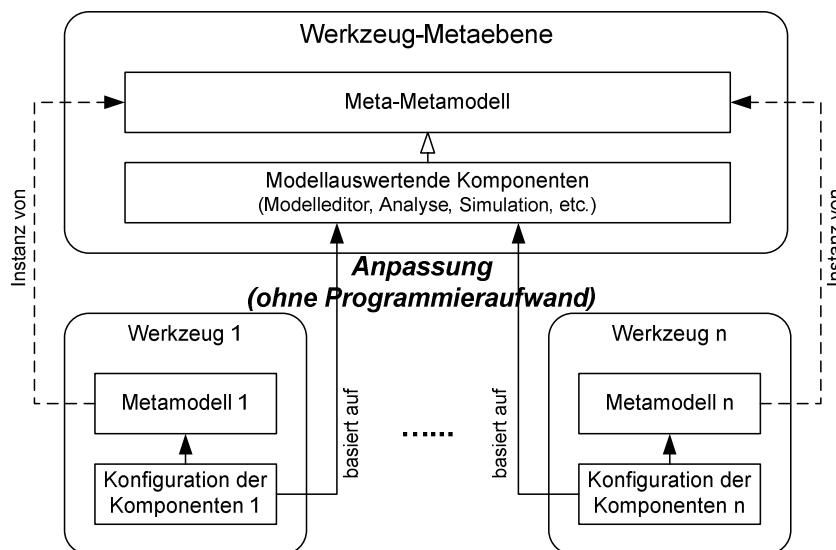 Werkzeug-Metaebene
Meta-Metamodell
Modellauswertende Komponenten
(Modelleditor, Analyse, Simulation, etc.)
Instanz von
Instanz von
Anpassung
(ohne Programmieraufwand)
Werkzeug 1
Metamodell 1
Konfiguration der
Komponenten 1
basiert auf
.......
basiert auf
Werkzeug n
Metamodell n
Konfiguration der
Komponenten n